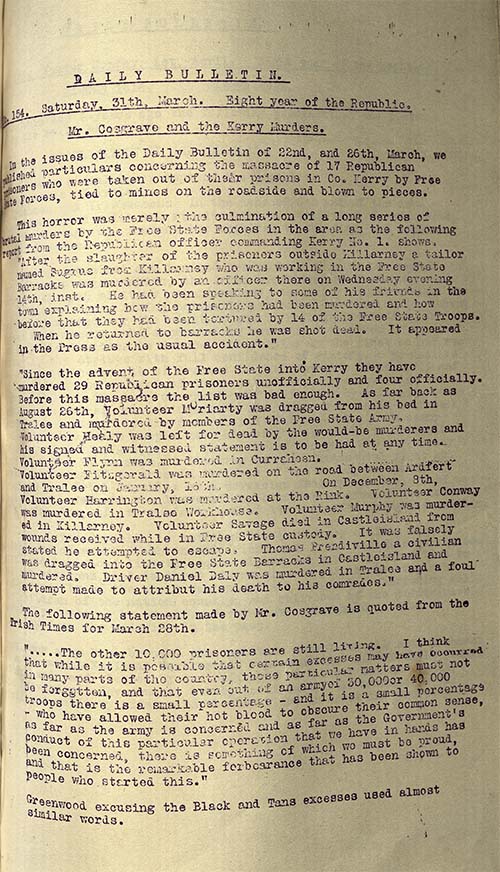 DAILY BULLETIN.
No. 154. Saturday, 31th, March. Eight year of the Republic.
Mr. Cosgrave and the Kerry Murders.
In the issues of the Daily Bulletin of 22nd, and 26th, March, we
published particulars concerning the massacre of 17 Republican
prisoners who were taken out of their prisons in Co. Kerry by Free
State Forces, tied to mines on the roadside and blown to pieces.
This horror was merely the culmination of a long series of
brutal murders by the Free State Forces in the area as the following
report from the Republican officer commanding Kerry No. 1. shows.
"After the slaughter of the prisoners outside Killarney a tailor
named from Killarney who was working in the Free State
Barracks was murdered by an officer there on Wednesday evening
14th, inst. He had been speaking to some of his friends in the
town explaining how the prisoners had been murdered and how
before that they had been tortured by 14 of the Free State Troops.
When he returned to barracks he was shot dead. It appeared
in the Press as the usual accident."
"Since the advent of the Free State into Kerry they have
murdered 29 Republican prisoners unofficially and four officially.
Before this massacre the list was bad enough. As far back as
August 26th, Volunteer Moriarty was dragged from his bed in
Tralee and murdered by members of the Free State Army.
Volunteer Healy was left for dead by the would-be murderers and
his signed and witnessed statement is to be had at any time.
Volunteer Flynn was murdered in
Volunteer Fitzgerald was murdered on the road between Ardfert
and Tralee on On December, 8th,
Volunteer Harrington was murdered at the Rink. Volunteer Conway
was murdered in Tralee Workhouse. Volunteer Murphy was murder-
ed in Killarney. Volunteer Savage died in Castleisland from
wounds received while in Free State custody. It was falsely
stated he attempted to escape. Thomas Prendiville a civilian
was dragged into the Free State Barracks in Castleisland and
murdered. Driver Daniel Daly was murdered in Tralee and a foul
attempt made to attribut his death to his comrades."
The following statement made by Mr. Cosgrave is quoted from the
Irish Times for March 28th.
".....The other 10,000 prisoners are still living. I think
that while it is possible that certain excesses may have occurred
in many parts of the country, those particular matters must not
be forgotten, and that even out of an army of 30,000 or 40,000
troops there is a small percentage - and it is a small percentage
- who have allowed their hot blood to obscure their common sense,
as far as the army is concerned and as far as the Government's
conduct of this particular operation that we have in hands has
been concerned, there is something of which we must be proud,
and that is the remarkable forbearance that has been shown to
people who started this."
Greenwood excusing the Black and Tans excesses used almost
similar words.